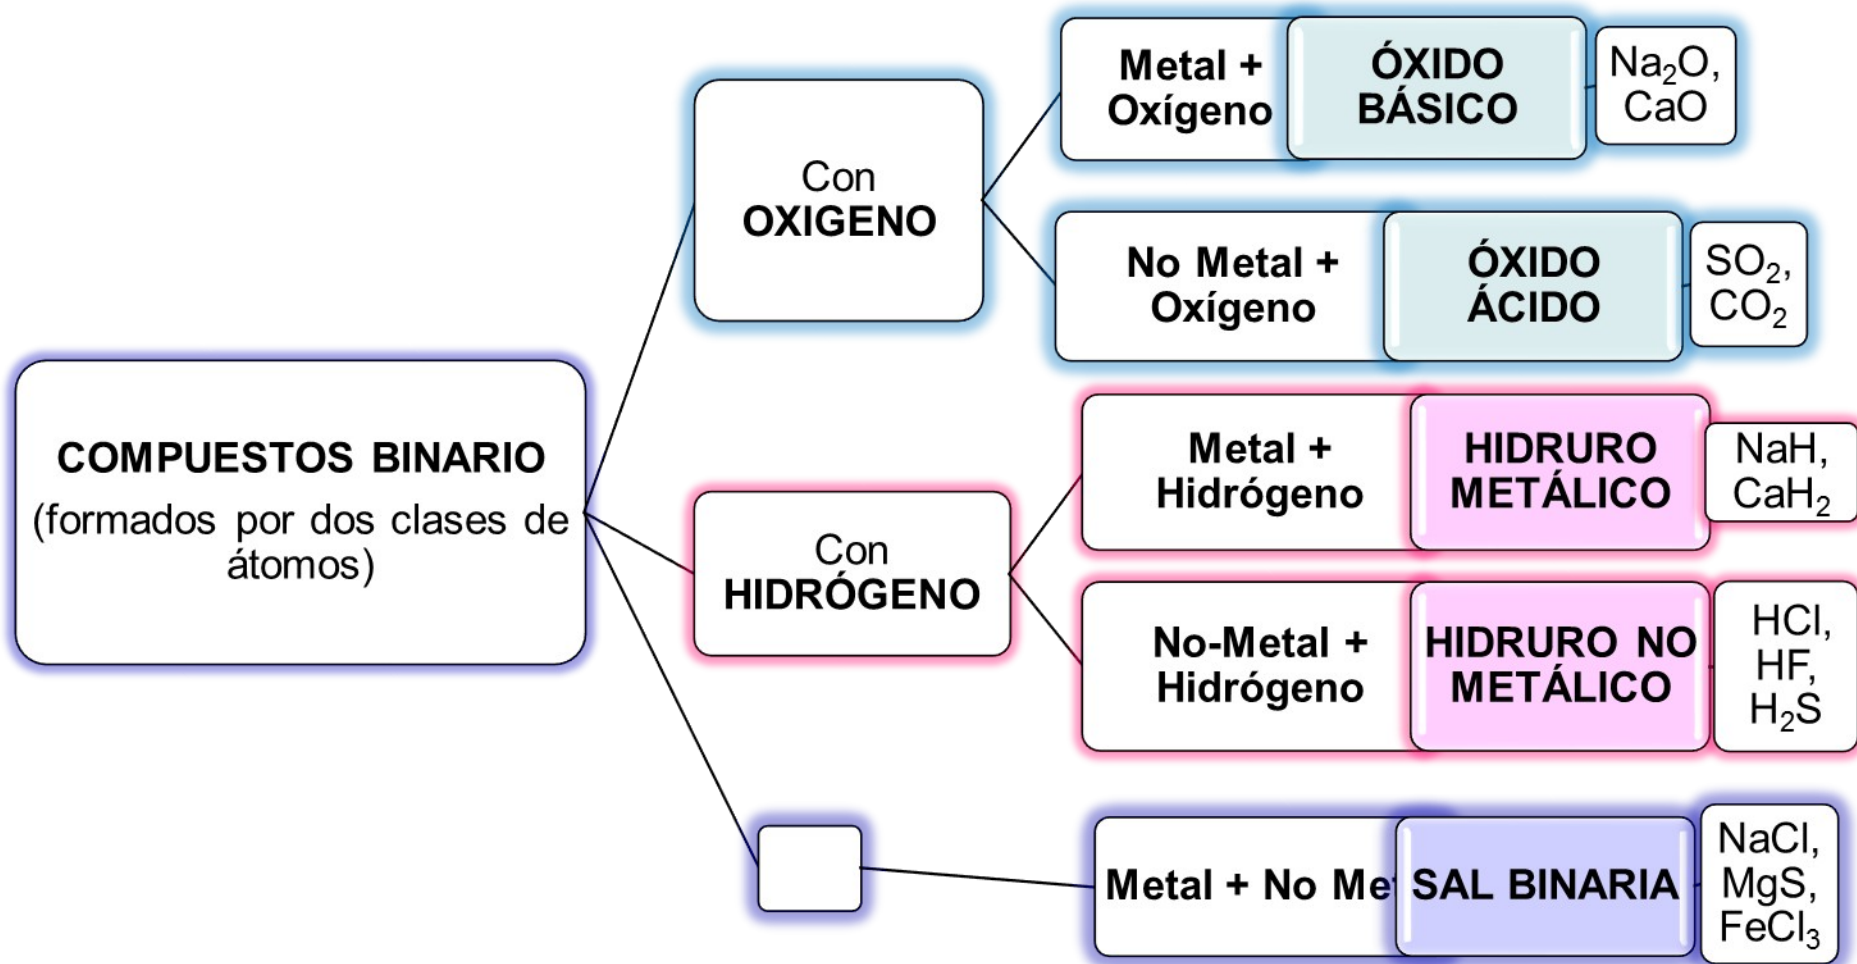 COMPUESTOS BINARIO
(formados por dos clases de
átomos)
Con
OXIGENO
Metal +
Oxígeno
ÓXIDO
BÁSICO
Na₂O,
CaO
No Metal +
Oxígeno
ÓXIDO
ÁCIDO
SO₂,
CO₂
Con
HIDRÓGENO
Metal +
Hidrógeno
HIDRURO
METÁLICO
NaH,
CaH₂
No-Metal +
Hidrógeno
HIDRURO NO
METÁLICO
HCl,
HF,
H₂S
Metal + No
SAL BINARIA
NaCl,
MgS,
FeCl₃